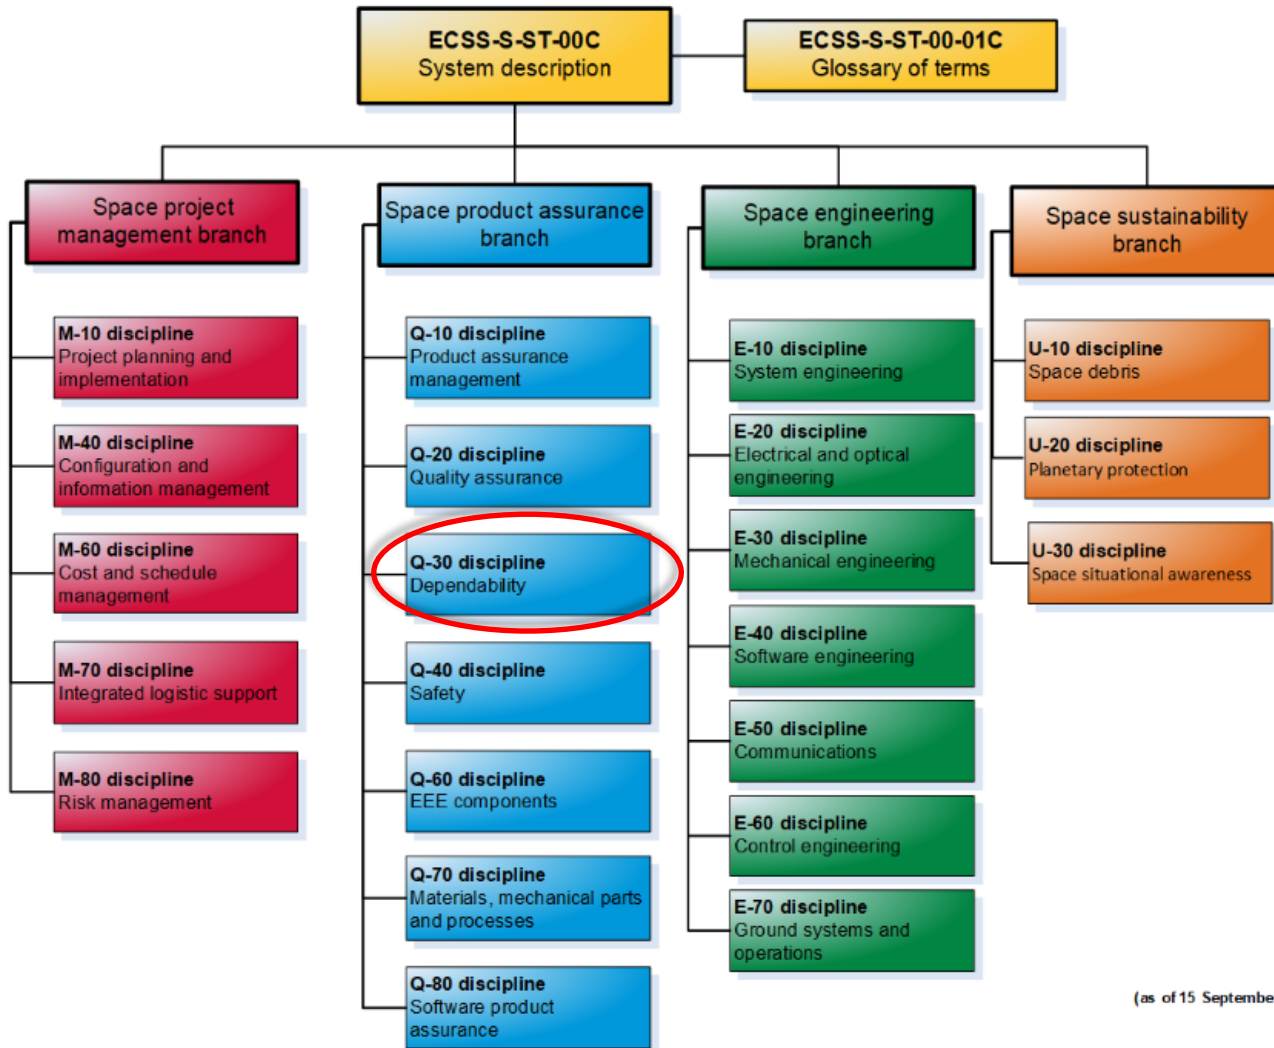 ECSS-S-ST-00C
System description
ECSS-S-ST-00-01C
Glossary of terms
Space project
management branch
M-10 discipline
Project planning and
implementation
M-40 discipline
Configuration and
information management
M-60 discipline
Cost and schedule
management
M-70 discipline
Integrated logistic support
M-80 discipline
Risk management
Space product assurance
branch
Q-10 discipline
Product assurance
management
Q-20 discipline
Quality assurance
Q-30 discipline
Dependability
Q-40 discipline
Safety
Q-60 discipline
EEE components
Q-70 discipline
Materials, mechanical parts
and processes
Q-80 discipline
Software product
assurance
Space engineering
branch
E-10 discipline
System engineering
E-20 discipline
Electrical and optical
engineering
E-30 discipline
Mechanical engineering
E-40 discipline
Software engineering
E-50 discipline
Communications
E-60 discipline
Control engineering
E-70 discipline
Ground systems and
operations
Space sustainability
branch
U-10 discipline
Space debris
U-20 discipline
Planetary protection
U-30 discipline
Space situational awareness
(as of 15 Septembe